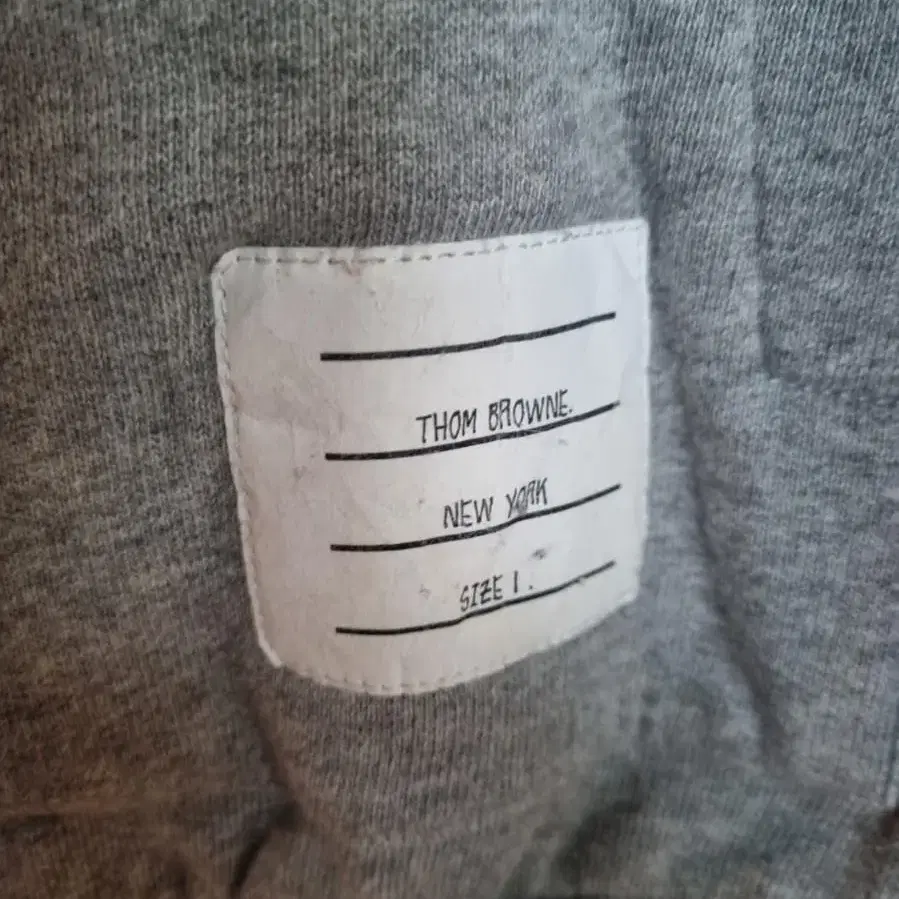 THOM BROWNE.
NEW YORK
SIZE 1.